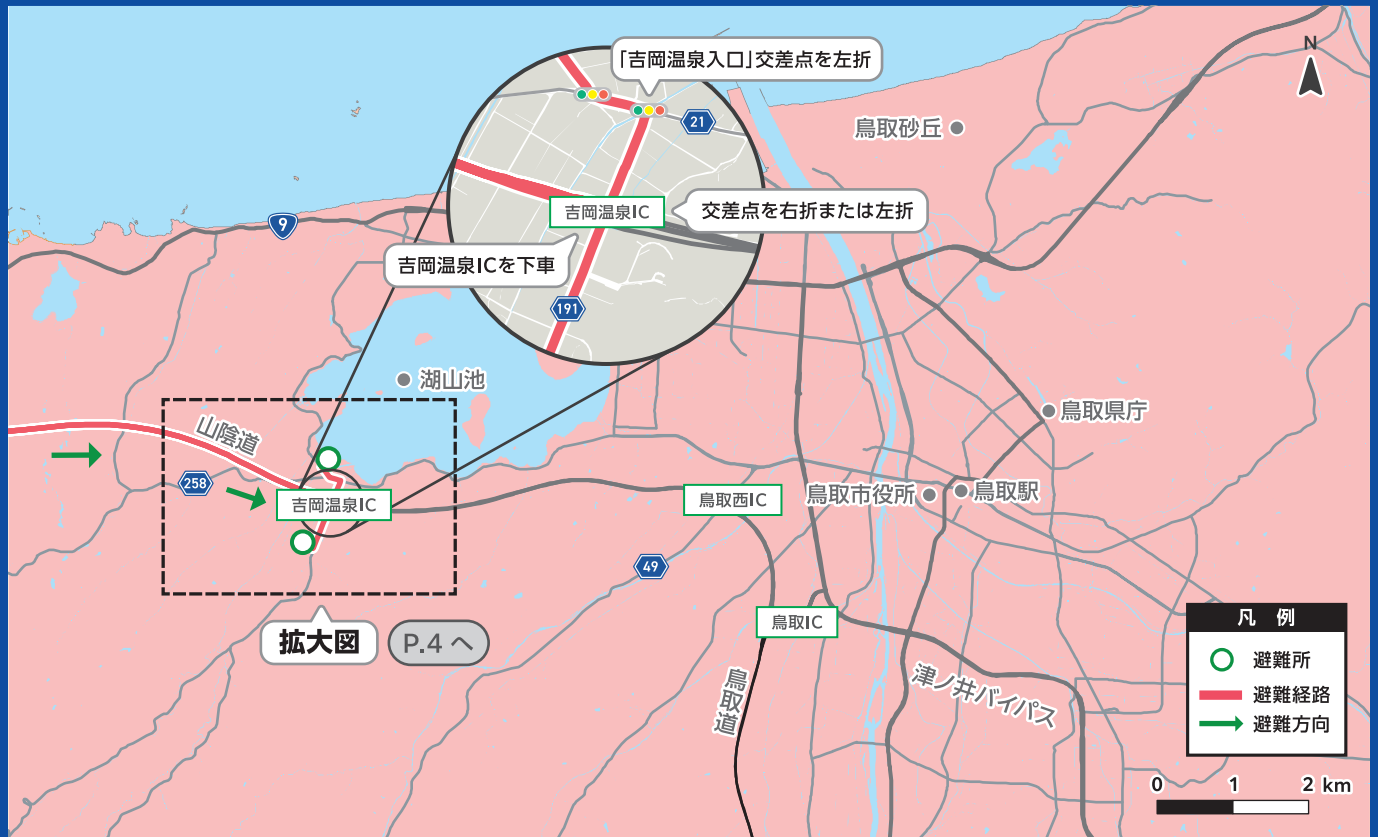 「吉岡温泉入口」交差点を左折
N
21
鳥取砂丘
吉岡温泉IC
交差点を右折または左折
9
吉岡温泉ICを下車
191
湖山池
鳥取県庁
山陰道
258
吉岡温泉IC
鳥取西IC
鳥取市役所
鳥取駅
49
鳥取IC
拡大図
P.4 へ
鳥取道
津ノ井バイパス
凡 例
避難所
避難経路
避難方向
0 1 2 km